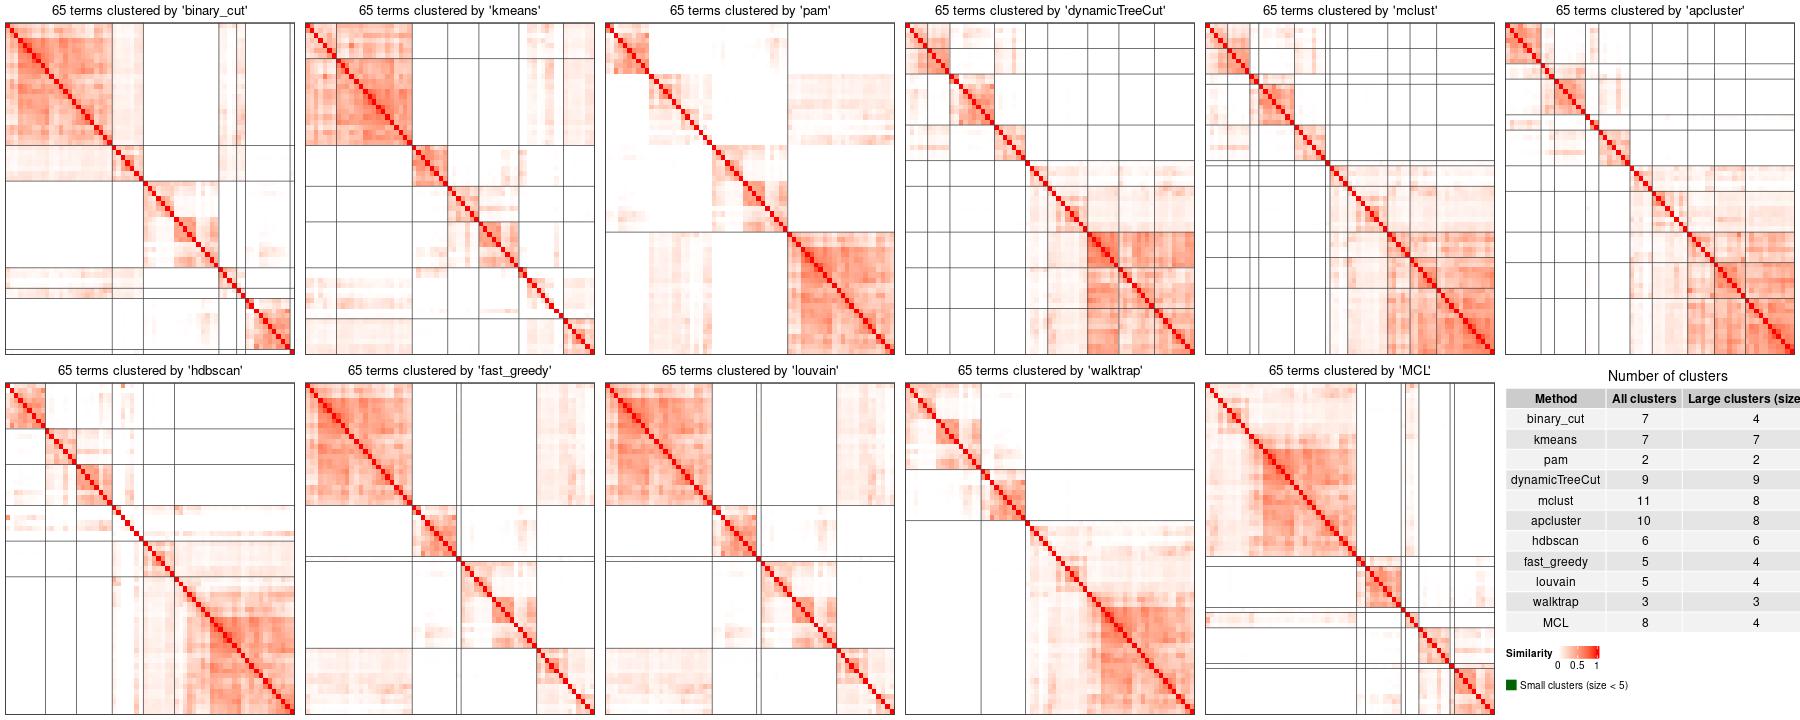 65 terms clustered by 'binary_cut'
65 terms clustered by 'kmeans'
65 terms clustered by 'pam'
65 terms clustered by 'dynamicTreeCut'
65 terms clustered by 'mclust'
65 terms clustered by 'apcluster'
65 terms clustered by 'hdbscan'
65 terms clustered by 'fast_greedy'
65 terms clustered by 'louvain'
65 terms clustered by 'walktrap'
65 terms clustered by 'MCL'
Number of clusters
Method All clusters Large clusters (size
binary_cut 7 4
kmeans 7 7
pam 2 2
dynamicTreeCut 9 9
mclust 11 8
apcluster 10 8
hdbscan 6 6
fast_greedy 5 4
louvain 5 4
walktrap 3 3
MCL 8 4
Similarity
0 0.5 1
Small clusters (size < 5)